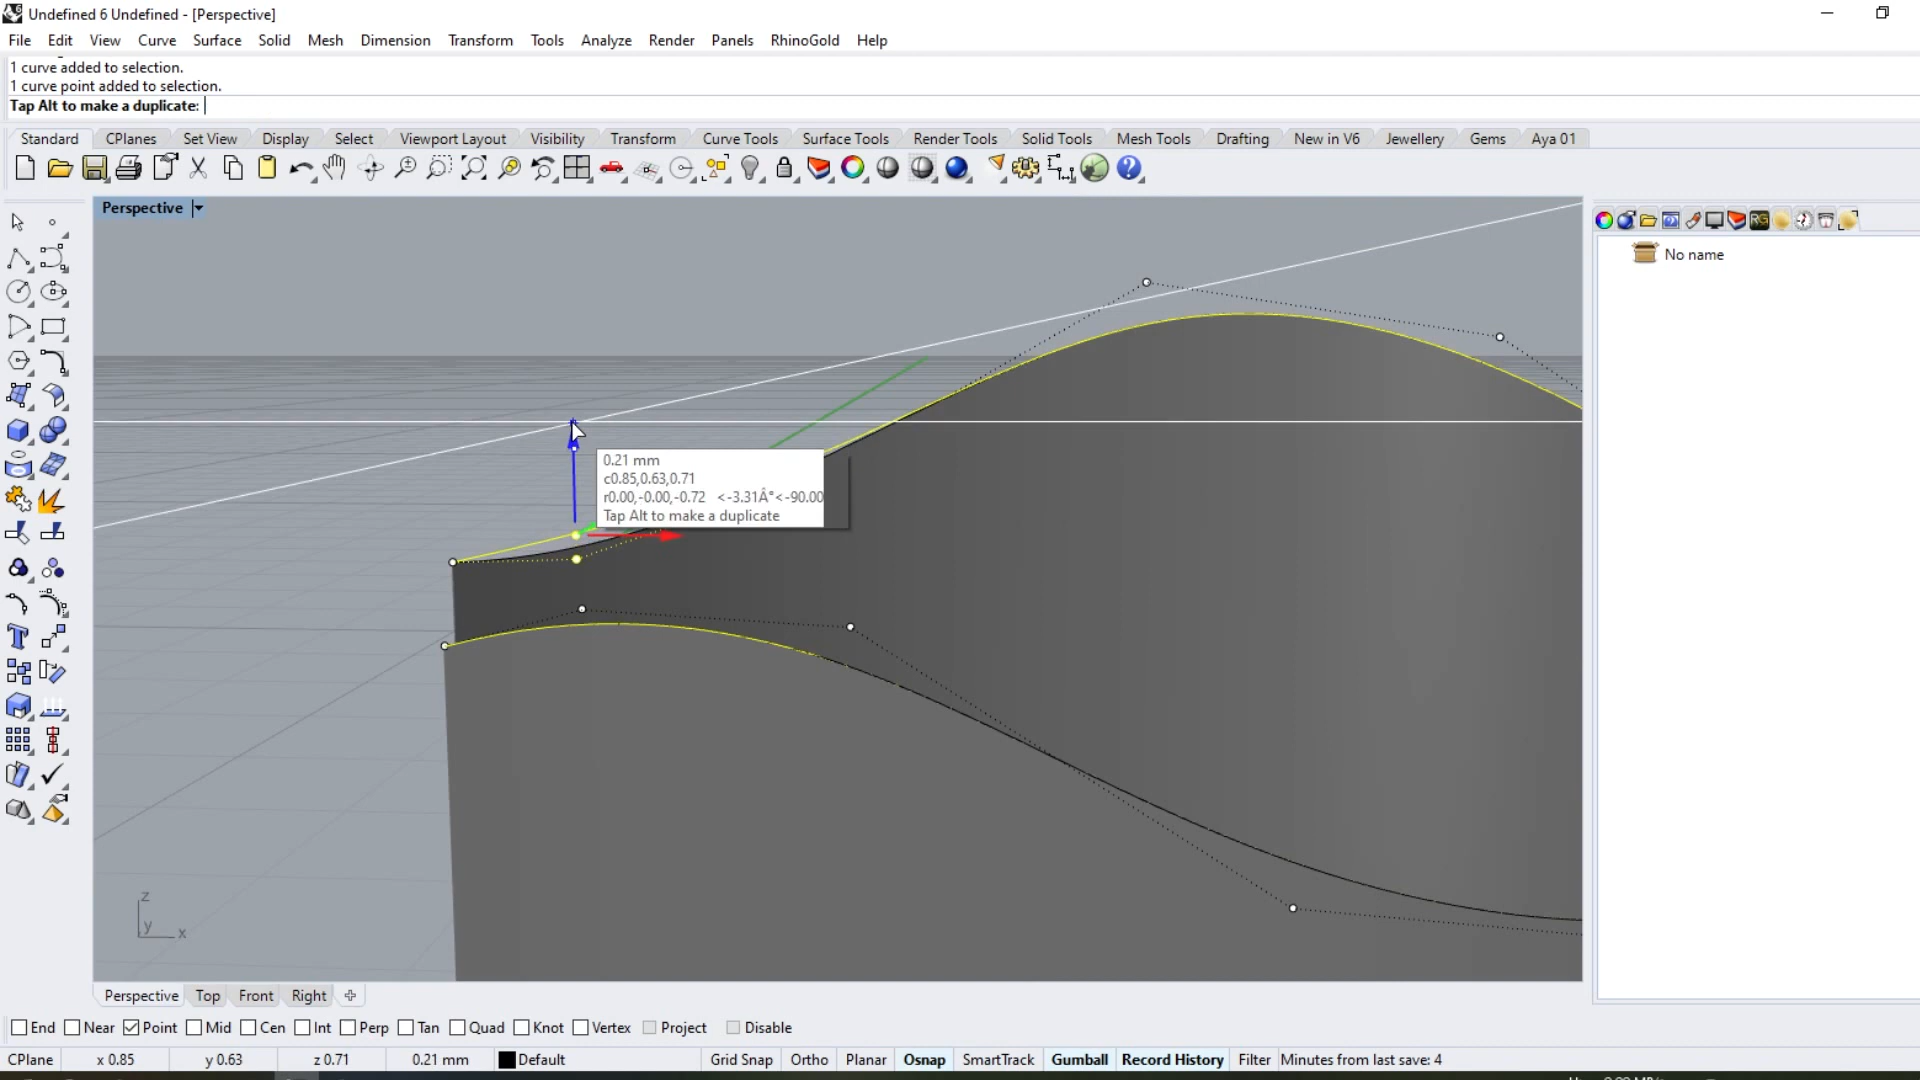 Undefined 6 Undefined - [Perspective]
File Edit View Curve Surface Solid Mesh Dimension Transform Tools Analyze Render Panels RhinoGold Help
1 curve added to selection.
1 curve point added to selection.
Tap Alt to make a duplicate:
Standard CPlanes Set View Display Select Viewport Layout Visibility Transform Curve Tools Surface Tools Render Tools Solid Tools Mesh Tools Drafting New in V6 Jewellery Gems Aya 01
Perspective
No name
0.21 mm
c0.85,0.63,0.71
r0.00,-0.00,-0.72 <-3.31Â°<-90.00
Tap Alt to make a duplicate
z
y x
Perspective Top Front Right
End Near Point Mid Cen Int Perp Tan Quad Knot Vertex Project Disable
CPlane x 0.85 y 0.63 z 0.71 0.21 mm Default Grid Snap Ortho Planar Osnap SmartTrack Gumball Record History Filter Minutes from last save: 4